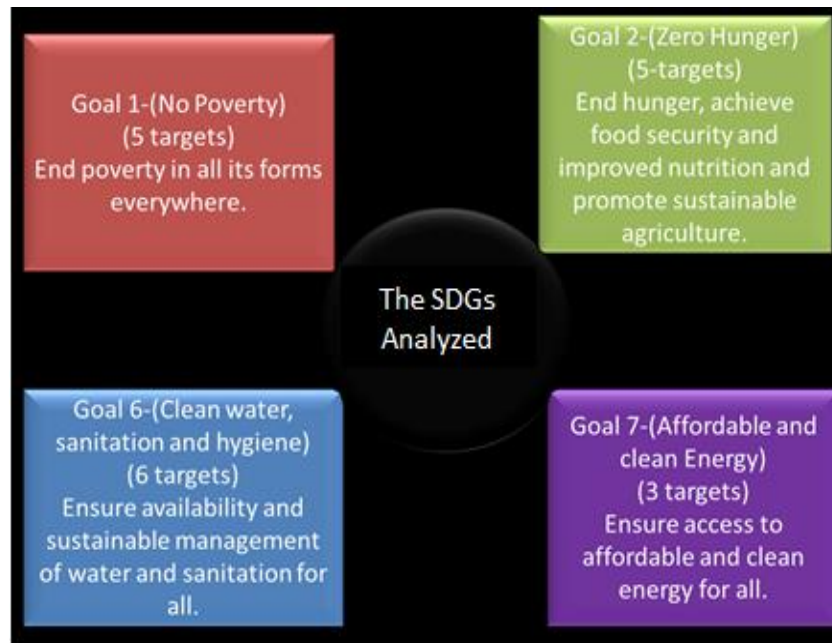 Goal 1-(No Poverty)
(5 targets)
End poverty in all its forms
everywhere.
Goal 2-(Zero Hunger)
(5-targets)
End hunger, achieve
food security and
improved nutrition and
promote sustainable
agriculture.
The SDGs
Analyzed
Goal 6-(Clean water,
sanitation and hygiene)
(6 targets)
Ensure availability and
sustainable management
of water and sanitation for
all.
Goal 7-(Affordable and
clean Energy)
(3 targets)
Ensure access to
affordable and clean
energy for all.